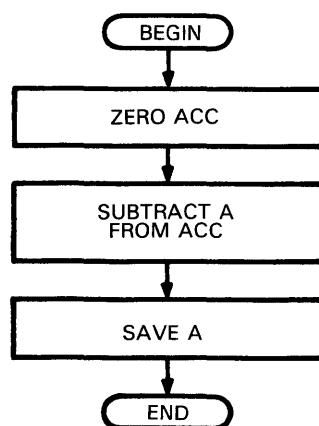 BEGIN
ZERO ACC
SUBTRACT A
FROM ACC
SAVE A
END